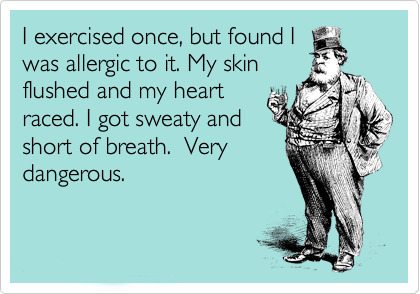 I exercised once, but found I
was allergic to it. My skin
flushed and my heart
raced. I got sweaty and
short of breath.  Very
dangerous.